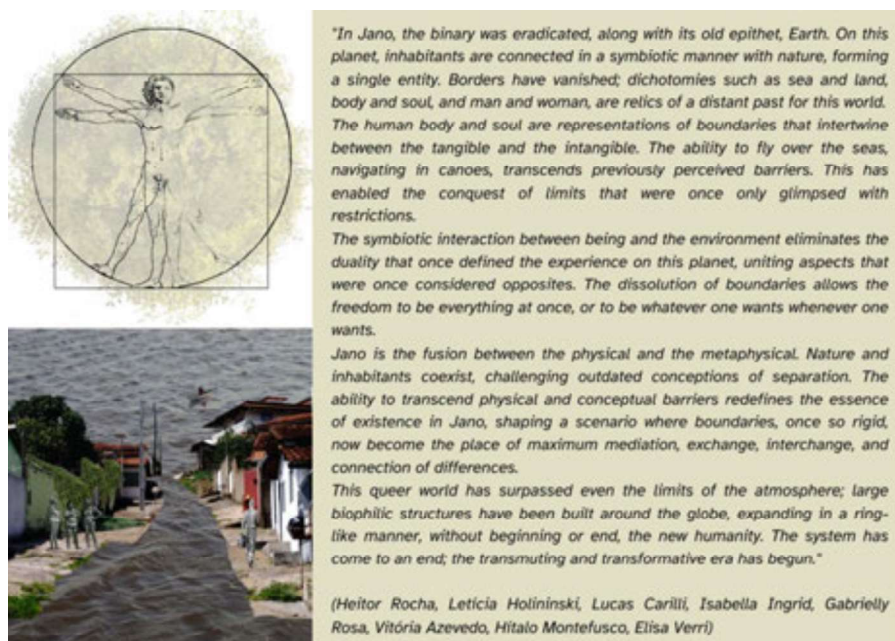 "In Jano, the binary was eradicated, along with its old epithet, Earth. On this
planet, inhabitants are connected in a symbiotic manner with nature, forming
a single entity. Borders have vanished; dichotomies such as sea and land,
body and soul, and man and woman, are relics of a distant past for this world.
The human body and soul are representations of boundaries that intertwine
between the tangible and the intangible. The ability to fly over the seas,
navigating in canoes, transcends previously perceived barriers. This has
enabled the conquest of limits that were once only glimpsed with
restrictions.
The symbiotic interaction between being and the environment eliminates the
duality that once defined the experience on this planet, uniting aspects that
were once considered opposites. The dissolution of boundaries allows the
freedom to be everything at once, or to be whatever one wants whenever one
wants.
Jano is the fusion between the physical and the metaphysical. Nature and
inhabitants coexist, challenging outdated conceptions of separation. The
ability to transcend physical and conceptual barriers redefines the essence
of existence in Jano, shaping a scenario where boundaries, once so rigid,
now become the place of maximum mediation, exchange, interchange, and
connection of differences.
This queer world has surpassed even the limits of the atmosphere; large
biophilic structures have been built around the globe, expanding in a ring-
like manner, without beginning or end, the new humanity. The system has
come to an end; the transmuting and transformative era has begun."
(Heitor Rocha, Letícia Holininski, Lucas Carilli, Isabella Ingrid, Gabrielly
Rosa, Vitória Azevedo, Hítalo Montefusco, Elisa Verri)